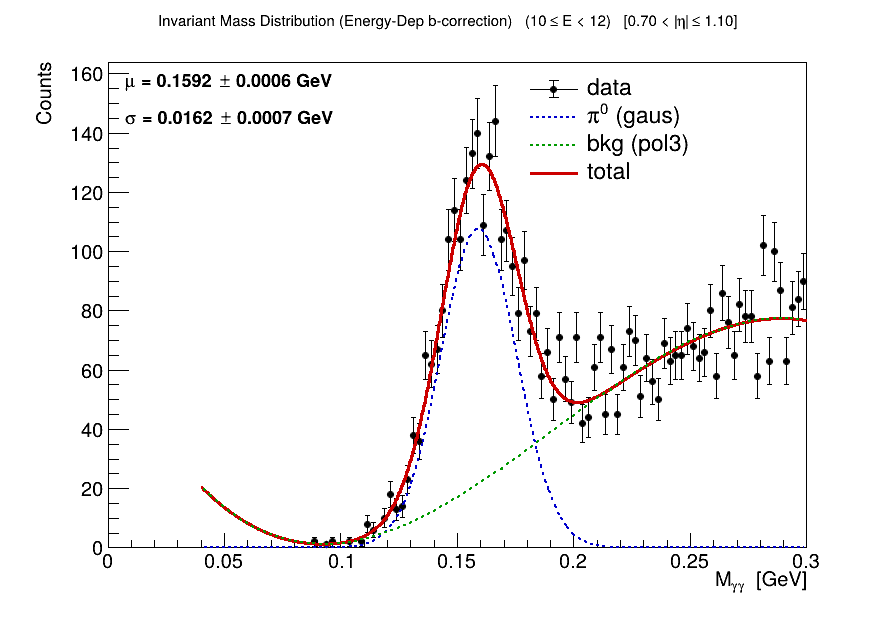 Invariant Mass Distribution (Energy-Dep b-correction) (10 ≤ E < 12) [0.70 < |η| ≤ 1.10]
Counts
μ = 0.1592 ± 0.0006 GeV
σ = 0.0162 ± 0.0007 GeV
data
π⁰ (gaus)
bkg (pol3)
total
160
140
120
100
80
60
40
20
0
0 0.05 0.1 0.15 0.2 0.25 0.3
Mγγ [GeV]